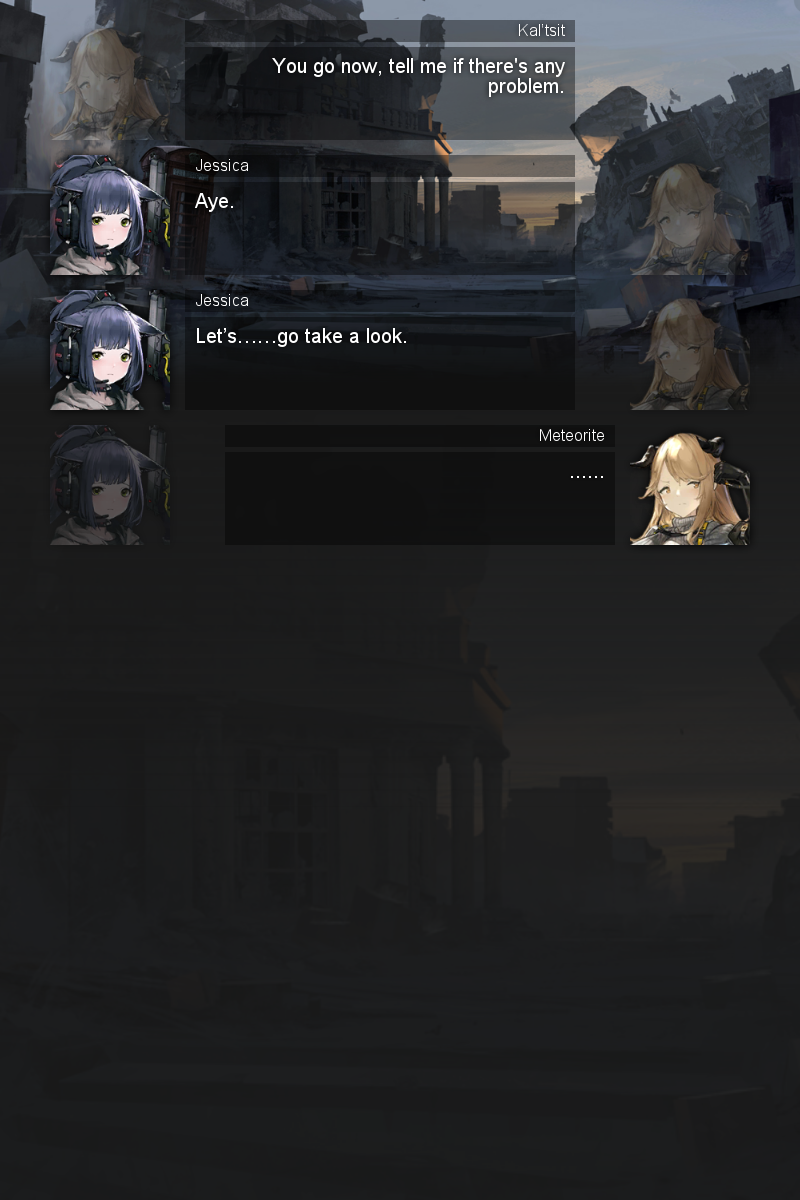 Kal'tsit
You go now, tell me if there's any
problem.
Jessica
Aye.
Jessica
Let's……go take a look.
Meteorite
……